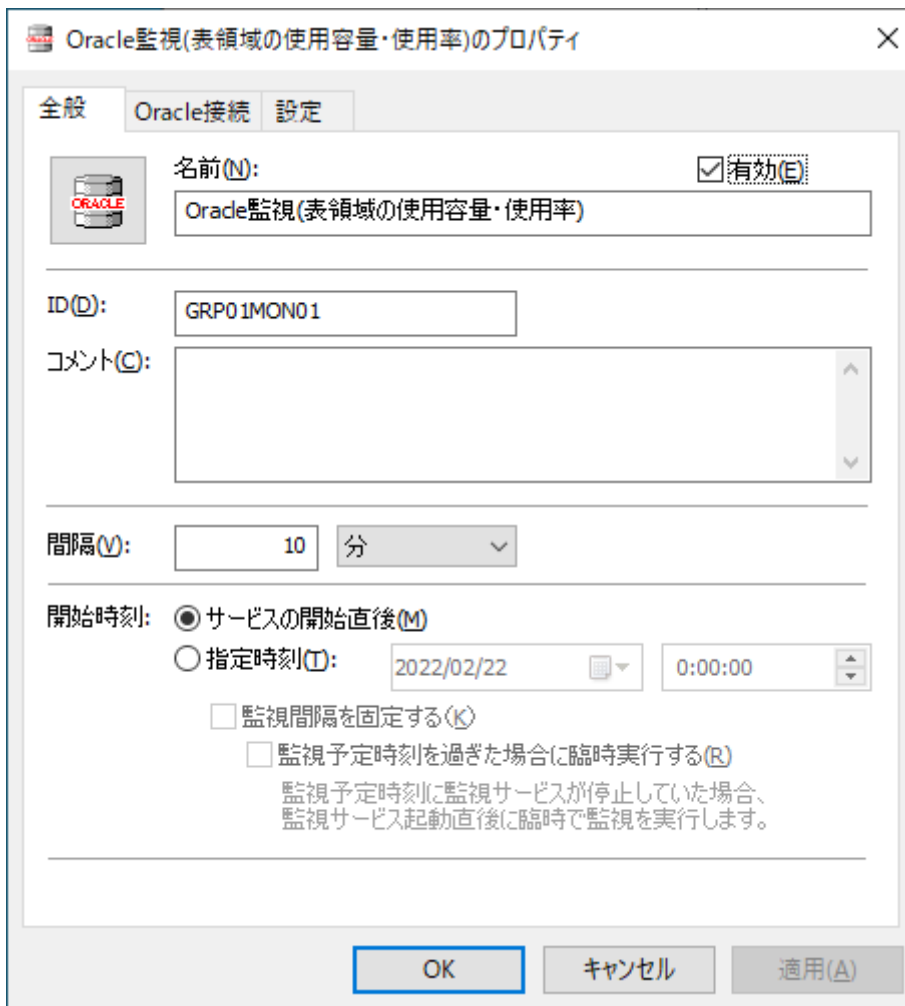 Oracle監視(表領域の使用容量・使用率)のプロパティ
全般 Oracle接続 設定
ORACLE
名前(N): 有効(E)
Oracle監視(表領域の使用容量・使用率)
ID(D): GRP01MON01
コメント(C):
間隔(V): 10 分
開始時刻: サービスの開始直後(M)
指定時刻(T): 2022/02/22 0:00:00
監視間隔を固定する(K)
監視予定時刻を過ぎた場合に臨時実行する(R)
監視予定時刻に監視サービスが停止していた場合、
監視サービス起動直後に臨時で監視を実行します。
OK キャンセル 適用(A)